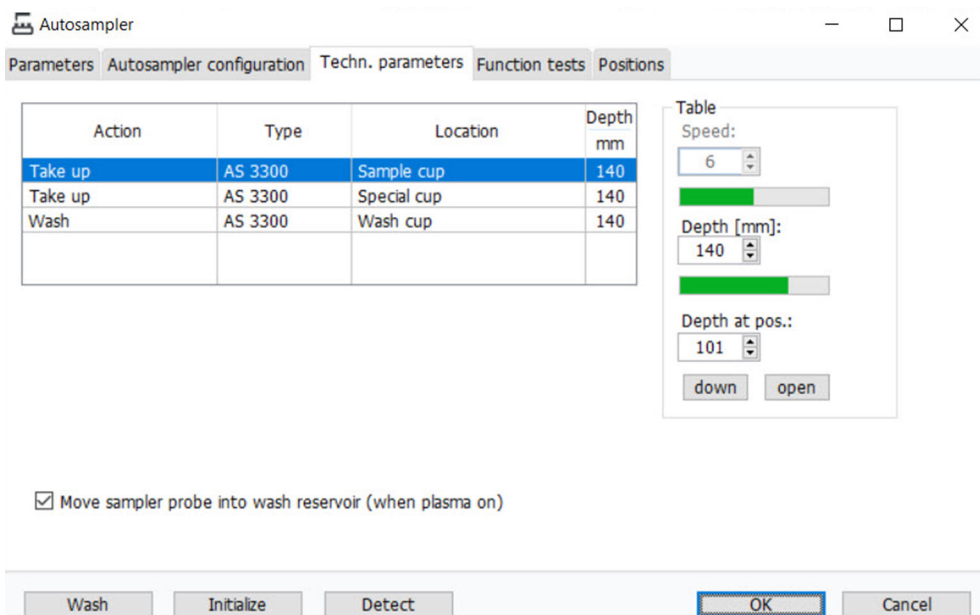 Autosampler
Parameters Autosampler configuration Techn. parameters Function tests Positions
Action Type Location Depth mm
Take up AS 3300 Sample cup 140
Take up AS 3300 Special cup 140
Wash AS 3300 Wash cup 140
Table
Speed:
6
Depth [mm]:
140
Depth at pos.:
101
down open
Move sampler probe into wash reservoir (when plasma on)
Wash Initialize Detect OK Cancel